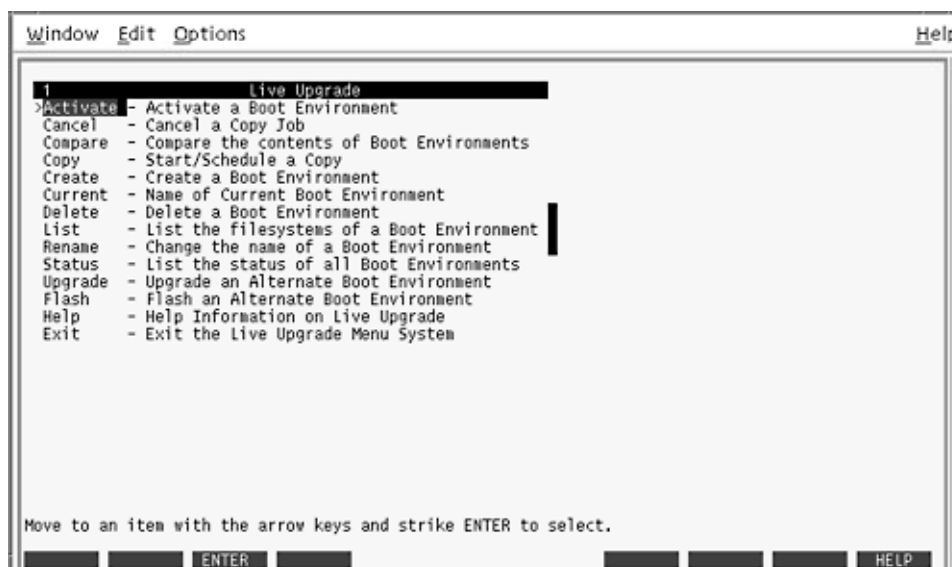 Window Edit Options Help
1 Live Upgrade
>Activate - Activate a Boot Environment
Cancel - Cancel a Copy Job
Compare - Compare the contents of Boot Environments
Copy - Start/Schedule a Copy
Create - Create a Boot Environment
Current - Name of Current Boot Environment
Delete - Delete a Boot Environment
List - List the filesystems of a Boot Environment
Rename - Change the name of a Boot Environment
Status - List the status of all Boot Environments
Upgrade - Upgrade an Alternate Boot Environment
Flash - Flash an Alternate Boot Environment
Help - Help Information on Live Upgrade
Exit - Exit the Live Upgrade Menu System
Move to an item with the arrow keys and strike ENTER to select.
ENTER HELP